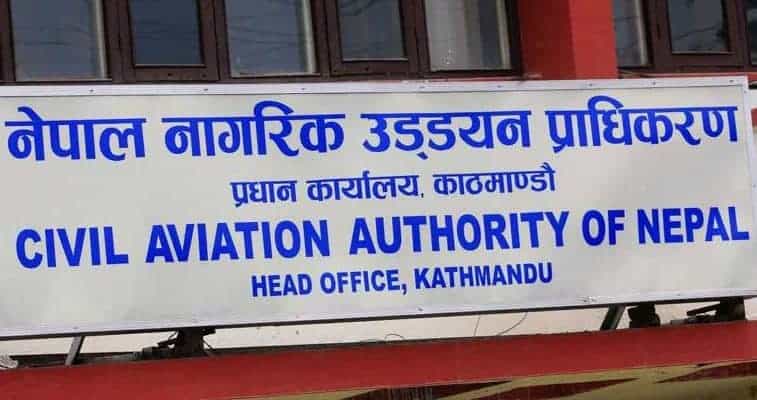 नेपाल नागरिक उड्डयन प्राधिकरण
प्रधान कार्यालय, काठमाण्डौ
CIVIL AVIATION AUTHORITY OF NEPAL
HEAD OFFICE, KATHMANDU